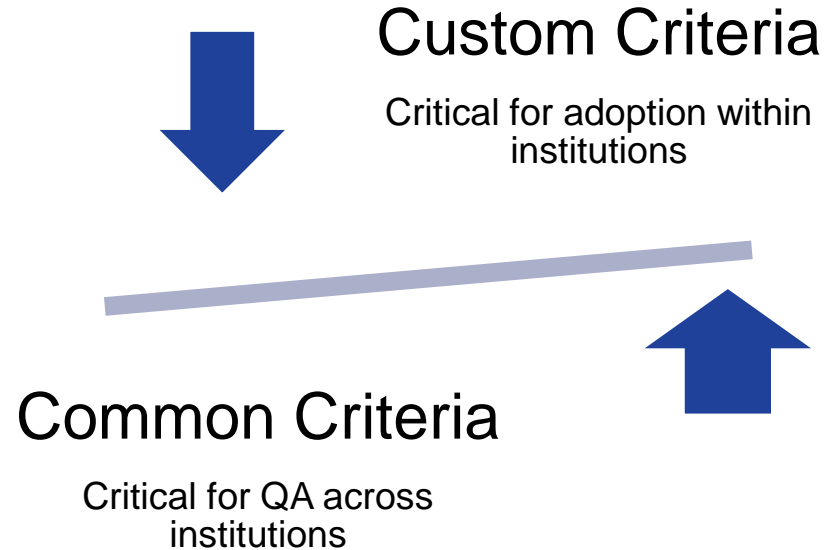 Custom Criteria
Critical for adoption within
institutions
Common Criteria
Critical for QA across
institutions